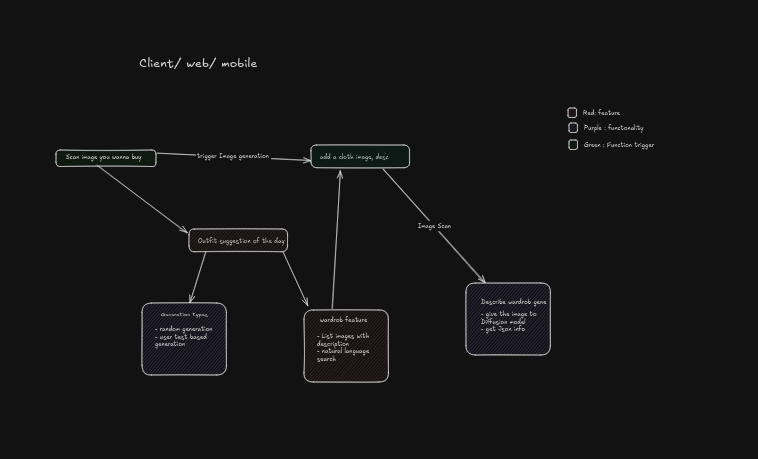 Client/ web/ mobile
Red: feature
Purple : functionality
Green : Function trigger
Scan image you wanna buy
trigger Image generation
add a cloth image, desc
Image Scan
Outfit suggestion of the day
Generation types
- random generation
- user text based
generation
wardrob feature
- List images with
description
- natural language
search
Describe wardrob gene
- give the image to
Diffusion model
- get Json info